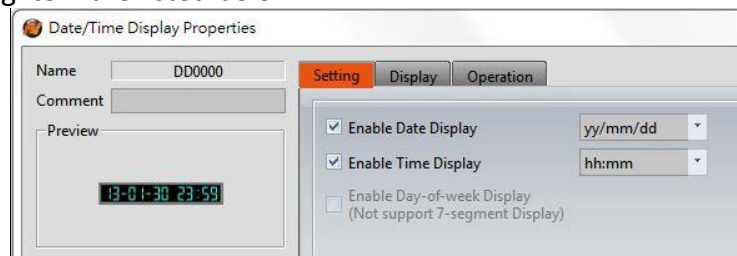 Date/Time Display Properties
Name DD0000
Setting Display Operation
Comment
Preview
Enable Date Display yy/mm/dd
Enable Time Display hh:mm
13-01-30 23:59
Enable Day-of-week Display
(Not support 7-segment Display)